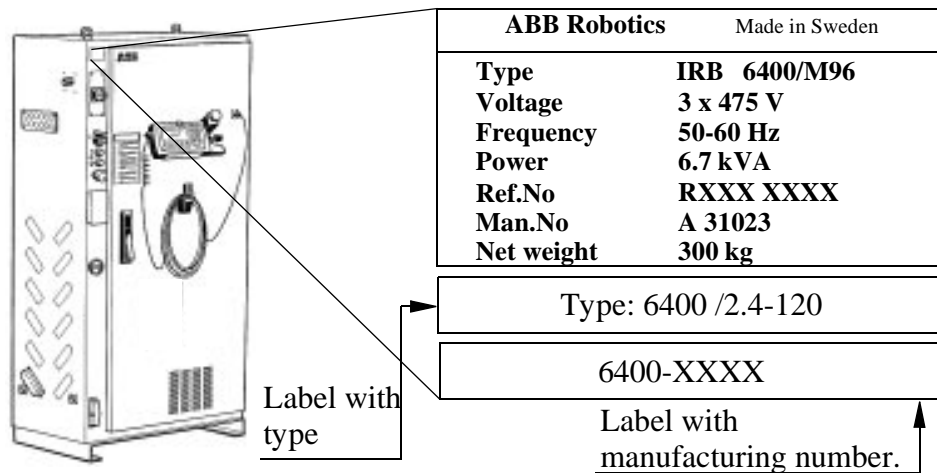 ABB
ABB Robotics Made in Sweden
Type IRB 6400/M96
Voltage 3 x 475 V
Frequency 50-60 Hz
Power 6.7 kVA
Ref.No RXXX XXXX
Man.No A 31023
Net weight 300 kg
Type: 6400 /2.4-120
6400-XXXX
Label with
type
Label with
manufacturing number.